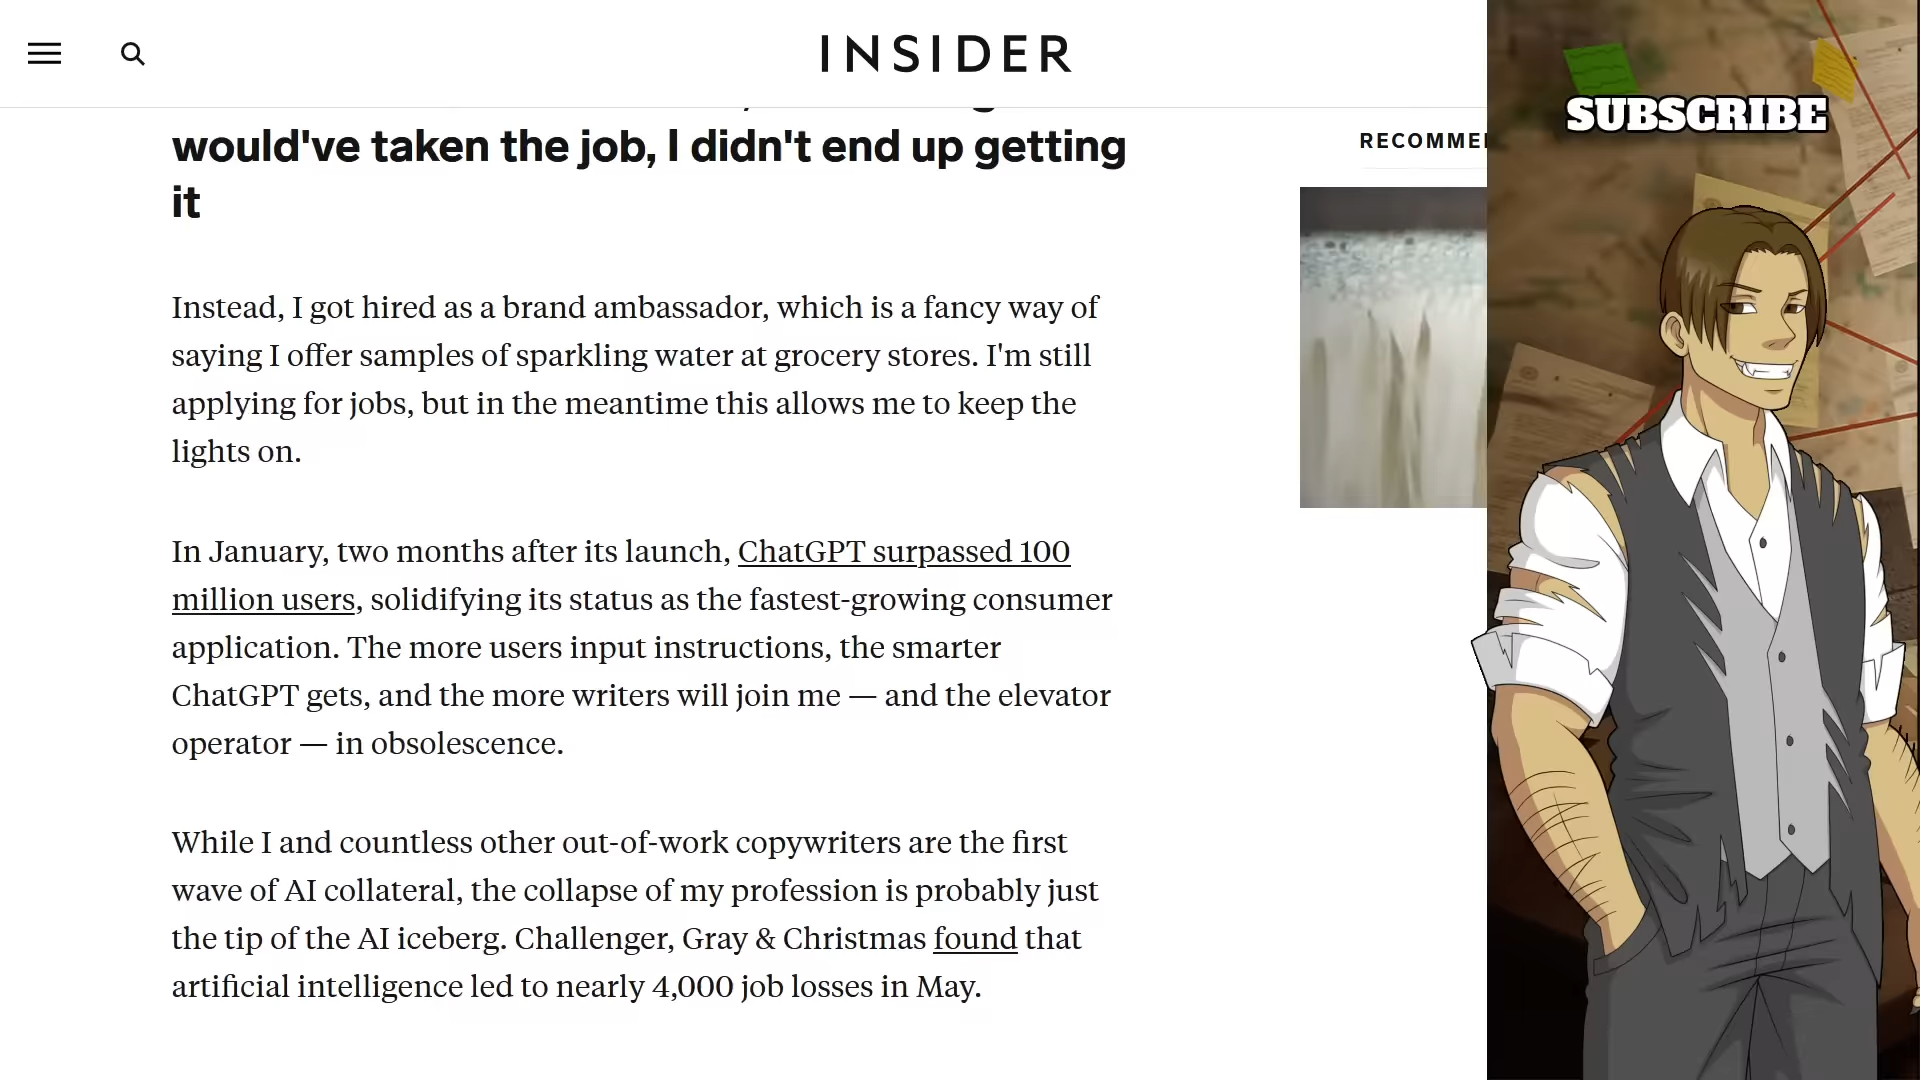 INSIDER
SUBSCRIBE
would've taken the job, I didn't end up getting
it
RECOMME
Instead, I got hired as a brand ambassador, which is a fancy way of
saying I offer samples of sparkling water at grocery stores. I'm still
applying for jobs, but in the meantime this allows me to keep the
lights on.
In January, two months after its launch, ChatGPT surpassed 100
million users, solidifying its status as the fastest-growing consumer
application. The more users input instructions, the smarter
ChatGPT gets, and the more writers will join me — and the elevator
operator — in obsolescence.
While I and countless other out-of-work copywriters are the first
wave of AI collateral, the collapse of my profession is probably just
the tip of the AI iceberg. Challenger, Gray & Christmas found that
artificial intelligence led to nearly 4,000 job losses in May.